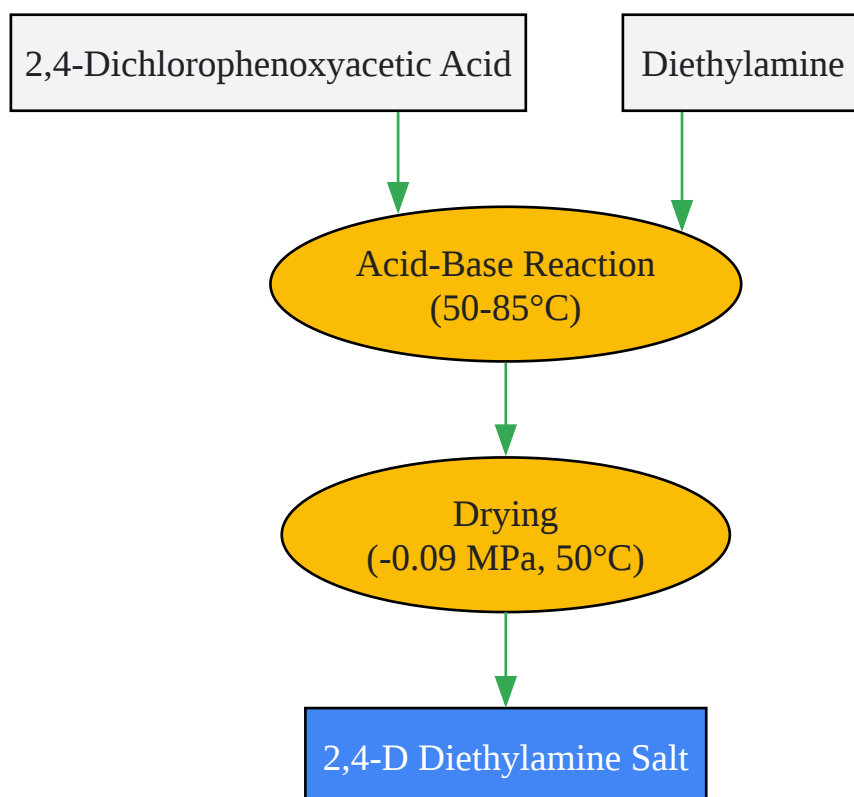 2,4-Dichlorophenoxyacetic Acid
Diethylamine
Acid-Base Reaction
(50-85°C)
Drying
(-0.09 MPa, 50°C)
2,4-D Diethylamine Salt